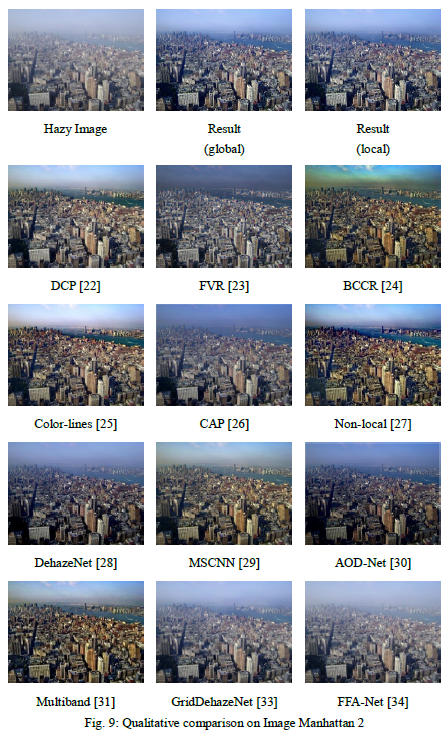 Hazy Image
Result
(global)
Result
(local)
DCP [22]
FVR [23]
BCCR [24]
Color-lines [25]
CAP [26]
Non-local [27]
DehazeNet [28]
MSCNN [29]
AOD-Net [30]
Multiband [31]
GridDehazeNet [33]
FFA-Net [34]
Fig. 9: Qualitative comparison on Image Manhattan 2